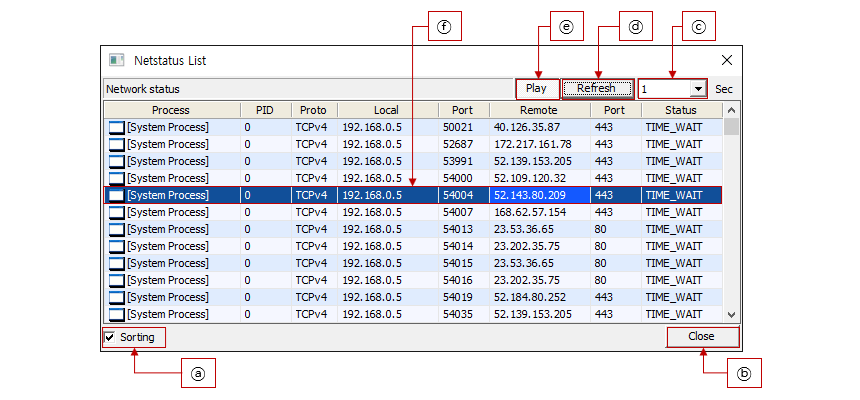 ⓕ ⓔ ⓓ ⓒ
Netstatus List
Network status Play Refresh 1 Sec
Process PID Proto Local Port Remote Port Status
[System Process] 0 TCPv4 192.168.0.5 50021 40.126.35.87 443 TIME_WAIT
[System Process] 0 TCPv4 192.168.0.5 52687 172.217.161.78 443 TIME_WAIT
[System Process] 0 TCPv4 192.168.0.5 53991 52.139.153.205 443 TIME_WAIT
[System Process] 0 TCPv4 192.168.0.5 54000 52.109.120.32 443 TIME_WAIT
[System Process] 0 TCPv4 192.168.0.5 54004 52.143.80.209 443 TIME_WAIT
[System Process] 0 TCPv4 192.168.0.5 54007 168.62.57.154 443 TIME_WAIT
[System Process] 0 TCPv4 192.168.0.5 54013 23.53.36.65 80 TIME_WAIT
[System Process] 0 TCPv4 192.168.0.5 54014 23.202.35.75 80 TIME_WAIT
[System Process] 0 TCPv4 192.168.0.5 54015 23.53.36.65 80 TIME_WAIT
[System Process] 0 TCPv4 192.168.0.5 54016 23.202.35.75 80 TIME_WAIT
[System Process] 0 TCPv4 192.168.0.5 54019 52.184.80.252 443 TIME_WAIT
[System Process] 0 TCPv4 192.168.0.5 54035 52.139.153.205 443 TIME_WAIT
Sorting Close
ⓐ ⓑ